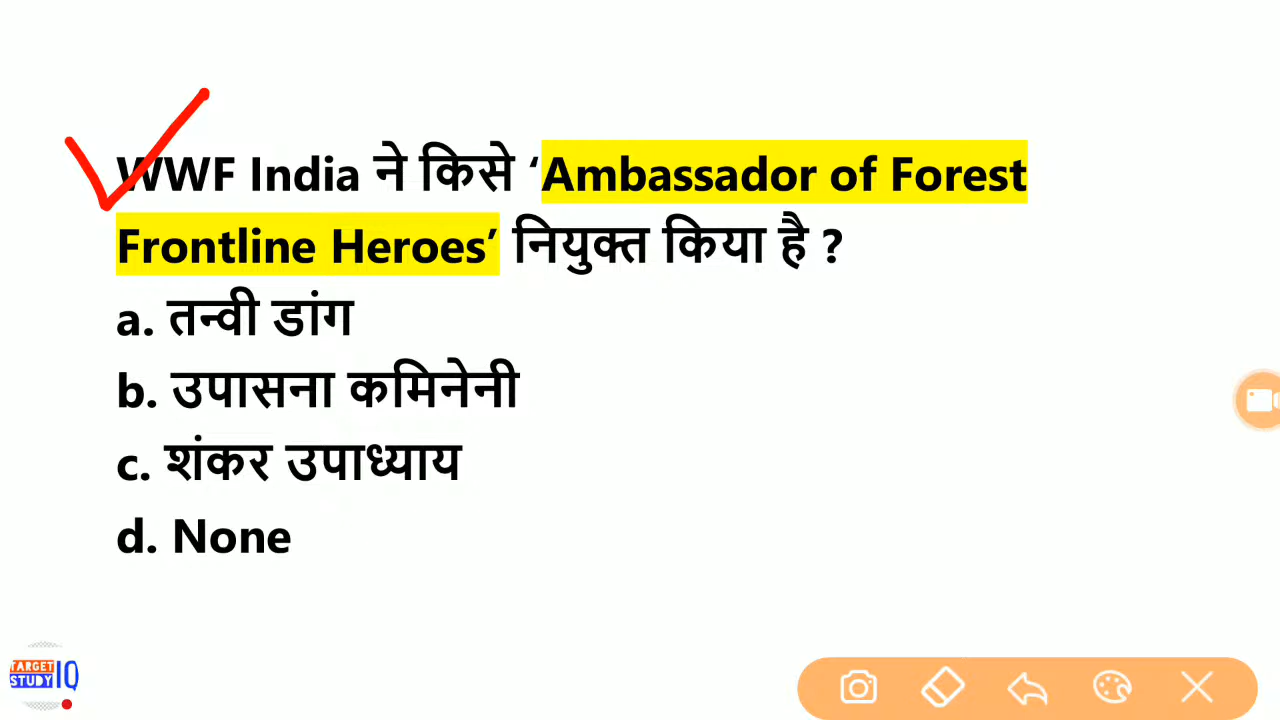 WWF India ने किसे ‘Ambassador of Forest
Frontline Heroes’ नियुक्त किया है ?
a. तन्वी डांग
b. उपासना कमिनेनी
c. शंकर उपाध्याय
d. None
TARGET
STUDY IQ